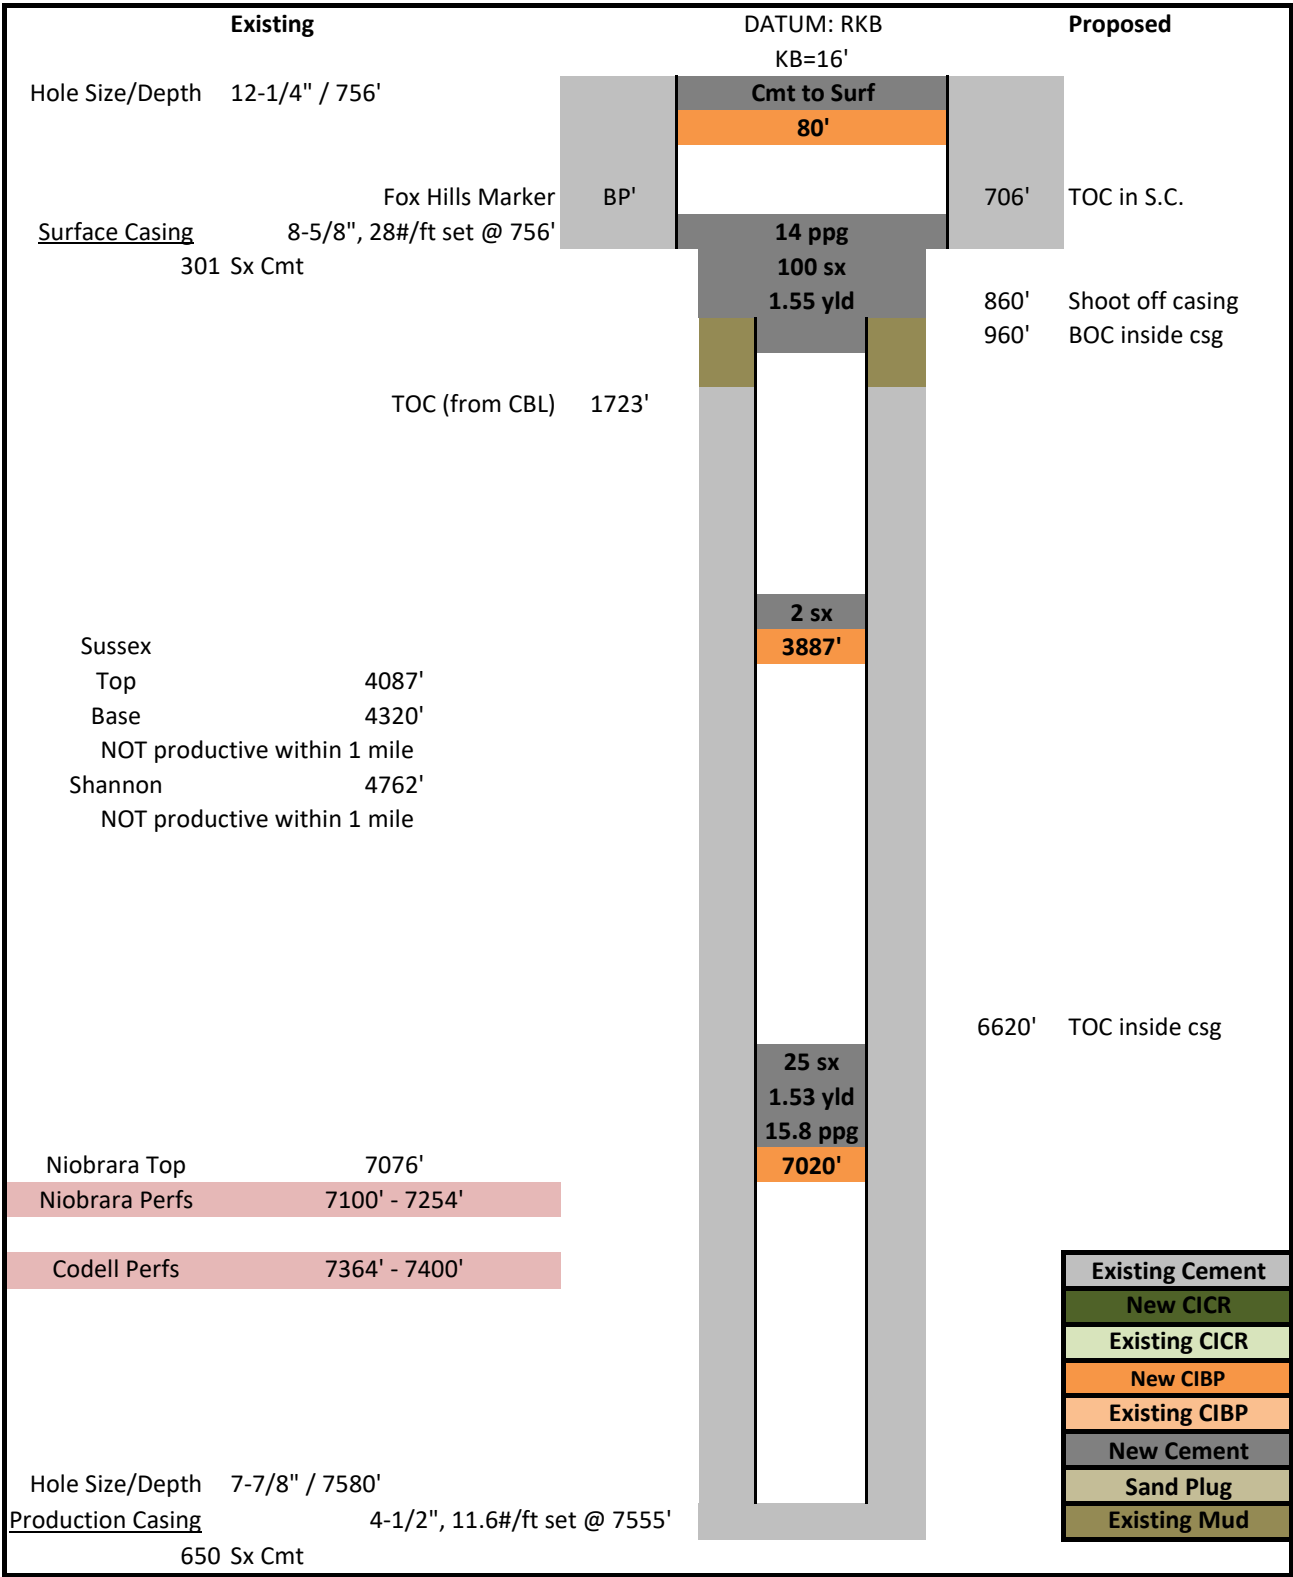 Existing DATUM: RKB Proposed
KB=16'
Hole Size/Depth 12-1/4" / 756' Cmt to Surf
80'
Fox Hills Marker BP' 706' TOC in S.C.
Surface Casing 8-5/8", 28#/ft set @ 756' 14 ppg
301 Sx Cmt 100 sx
1.55 yld 860' Shoot off casing
960' BOC inside csg
TOC (from CBL) 1723'
2 sx
Sussex 3887'
Top 4087'
Base 4320'
NOT productive within 1 mile
Shannon 4762'
NOT productive within 1 mile
6620' TOC inside csg
25 sx
1.53 yld
15.8 ppg
Niobrara Top 7076' 7020'
Niobrara Perfs 7100' - 7254'
Codell Perfs 7364' - 7400' Existing Cement
New CICR
Existing CICR
New CIBP
Existing CIBP
New Cement
Hole Size/Depth 7-7/8" / 7580' Sand Plug
Production Casing 4-1/2", 11.6#/ft set @ 7555' Existing Mud
650 Sx Cmt